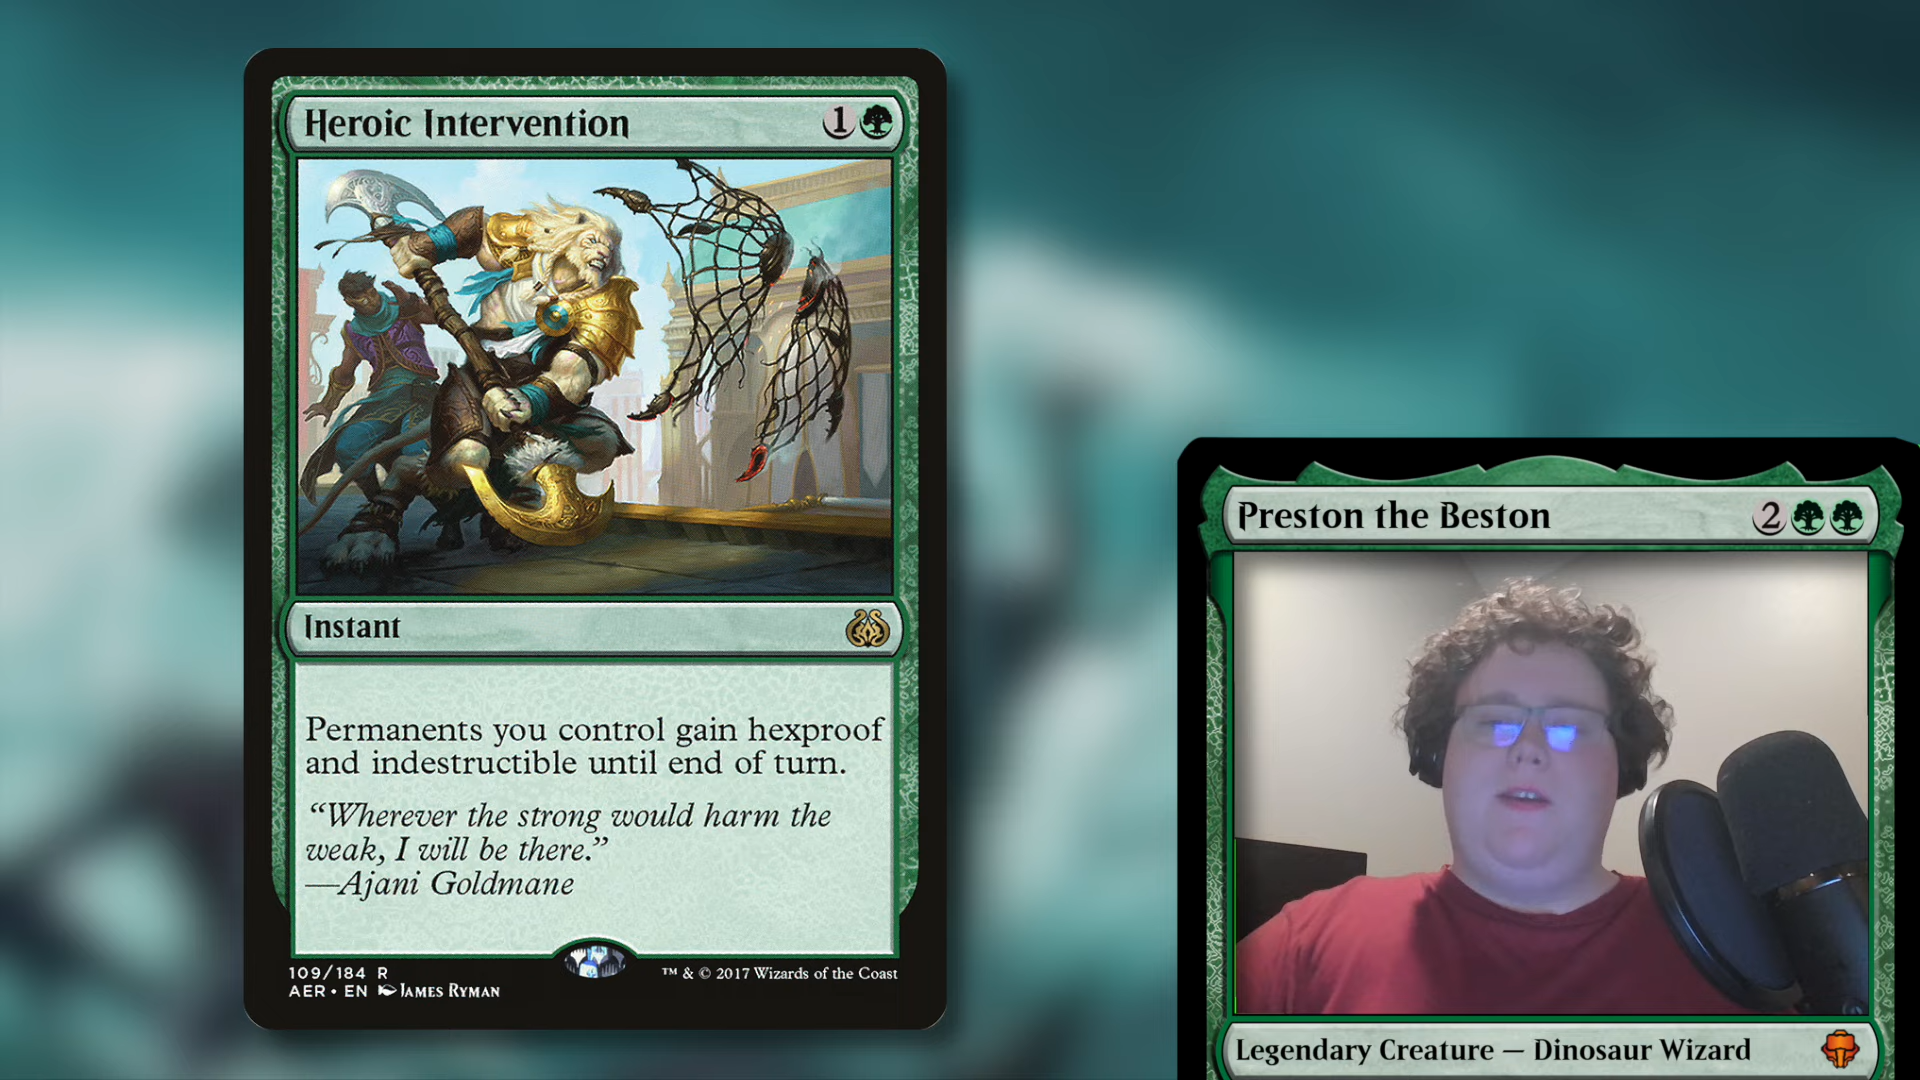 Heroic Intervention 1
Instant
Permanents you control gain hexproof
and indestructible until end of turn.
“Wherever the strong would harm the
weak, I will be there.”
—Ajani Goldmane
109/184 R
AER • EN James Ryman
™ & © 2017 Wizards of the Coast
Preston the Beston 2
Legendary Creature — Dinosaur Wizard